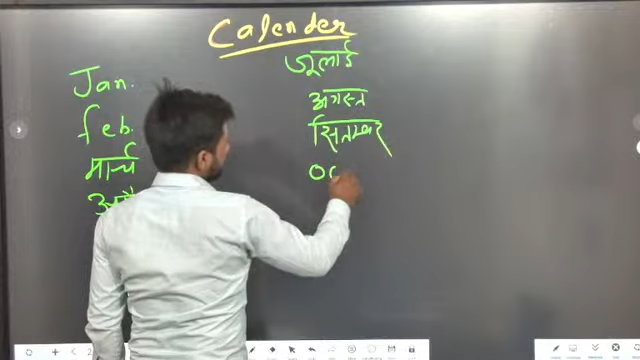 Calender
Jan.
feb.
मार्च
जूलाई
अगस्त
सितम्बर
oc